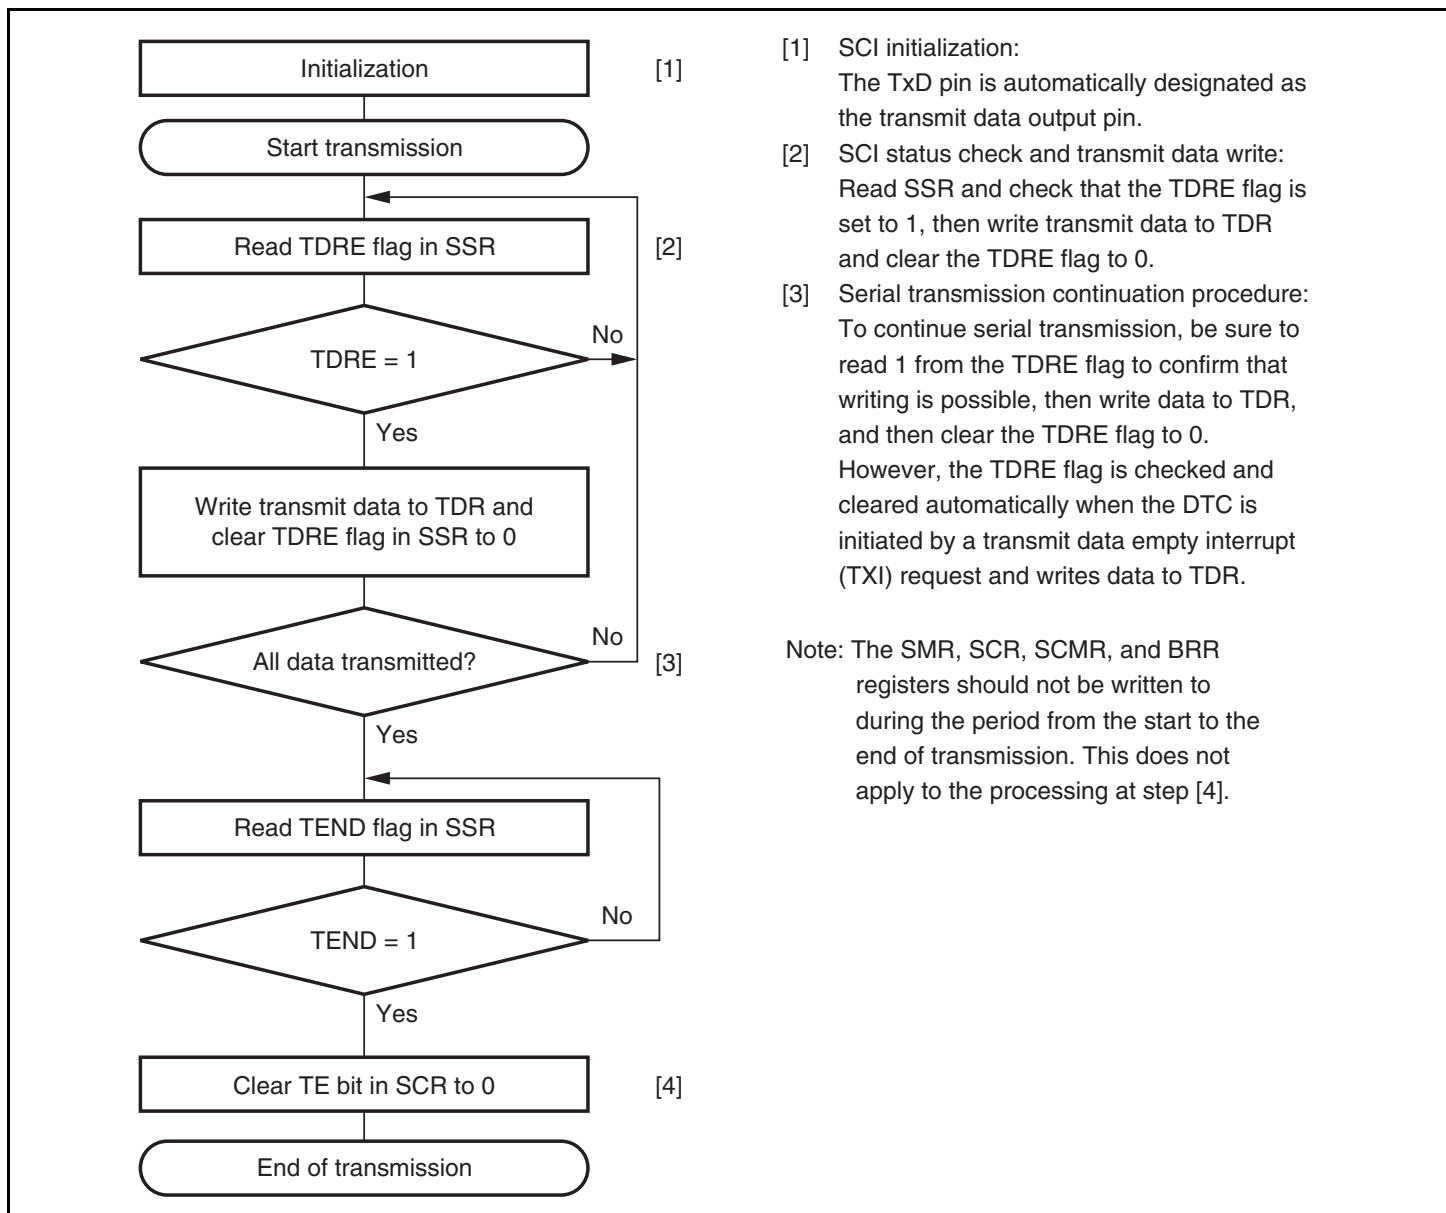 Initialization
[1]
Start transmission
Read TDRE flag in SSR
[2]
No
TDRE = 1
Yes
Write transmit data to TDR and
clear TDRE flag in SSR to 0
No
All data transmitted?
[3]
Yes
Read TEND flag in SSR
No
TEND = 1
Yes
Clear TE bit in SCR to 0
[4]
End of transmission
[1] SCI initialization:
The TxD pin is automatically designated as
the transmit data output pin.
[2] SCI status check and transmit data write:
Read SSR and check that the TDRE flag is
set to 1, then write transmit data to TDR
and clear the TDRE flag to 0.
[3] Serial transmission continuation procedure:
To continue serial transmission, be sure to
read 1 from the TDRE flag to confirm that
writing is possible, then write data to TDR,
and then clear the TDRE flag to 0.
However, the TDRE flag is checked and
cleared automatically when the DTC is
initiated by a transmit data empty interrupt
(TXI) request and writes data to TDR.
Note: The SMR, SCR, SCMR, and BRR
registers should not be written to
during the period from the start to the
end of transmission. This does not
apply to the processing at step [4].